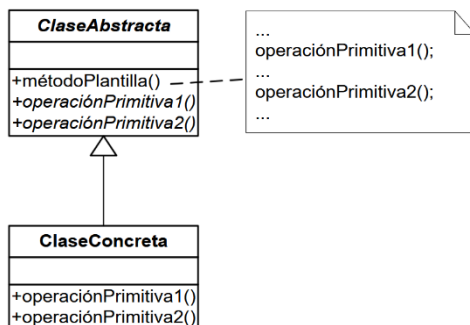 ClaseAbstracta
+métodoPlantilla()
+operaciónPrimitiva1()
+operaciónPrimitiva2()
...
operaciónPrimitiva1();
...
operaciónPrimitiva2();
...
ClaseConcreta
+operaciónPrimitiva1()
+operaciónPrimitiva2()